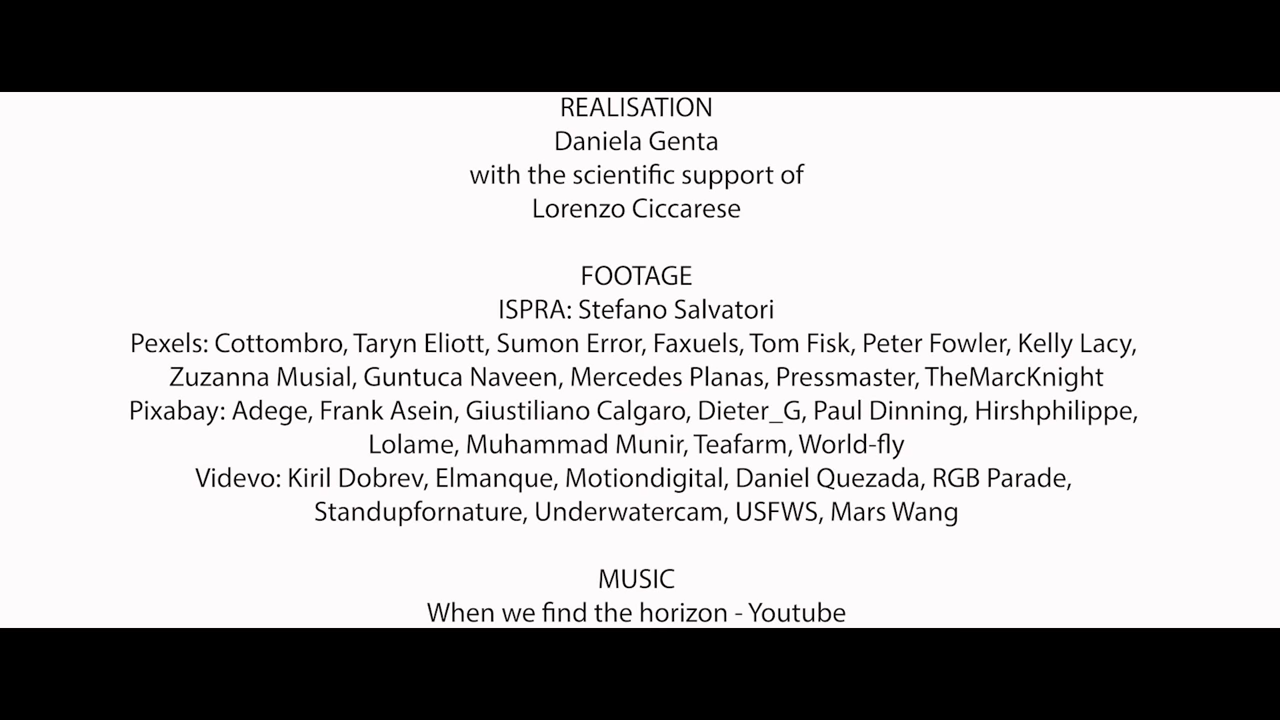 REALISATION
Daniela Genta
with the scientific support of
Lorenzo Ciccarese
FOOTAGE
ISPRA: Stefano Salvatori
Pexels: Cottombro, Taryn Eliott, Sumon Error, Faxuels, Tom Fisk, Peter Fowler, Kelly Lacy,
Zuzanna Musial, Guntuca Naveen, Mercedes Planas, Pressmaster, TheMarcKnight
Pixabay: Adege, Frank Asein, Giustiliano Calgaro, Dieter_G, Paul Dinning, Hirshphilippe,
Lolame, Muhammad Munir, Teafarm, World-fly
Videvo: Kiril Dobrev, Elmanque, Motiondigital, Daniel Quezada, RGB Parade,
Standupfornature, Underwatercam, USFWS, Mars Wang
MUSIC
When we find the horizon - Youtube